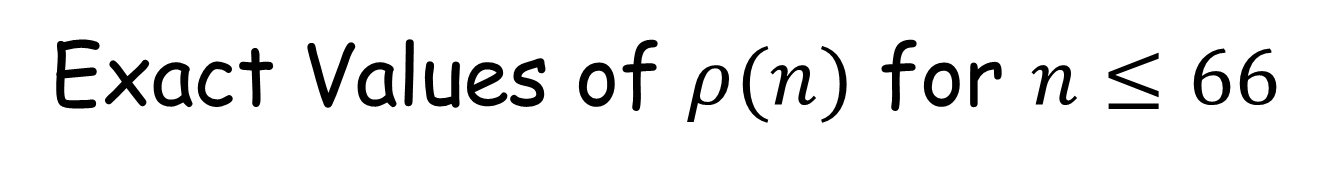 Exact Values of ρ(n) for n ≤ 66